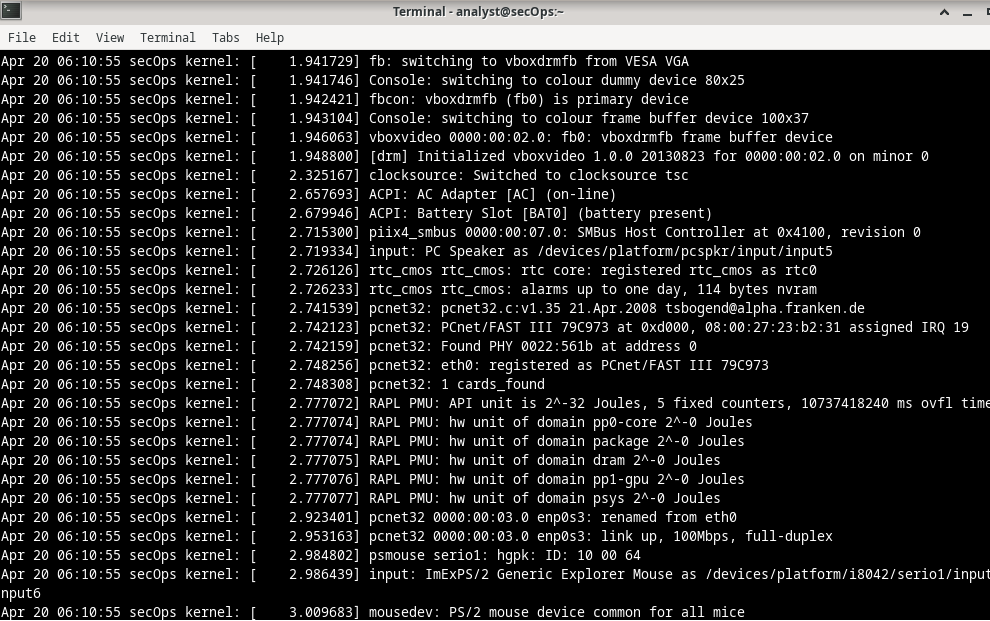 Terminal - analyst@secOps:~
File Edit View Terminal Tabs Help
Apr 20 06:10:55 secOps kernel: [    1.941729] fb: switching to vboxdrmfb from VESA VGA
Apr 20 06:10:55 secOps kernel: [    1.941746] Console: switching to colour dummy device 80x25
Apr 20 06:10:55 secOps kernel: [    1.942421] fbcon: vboxdrmfb (fb0) is primary device
Apr 20 06:10:55 secOps kernel: [    1.943104] Console: switching to colour frame buffer device 100x37
Apr 20 06:10:55 secOps kernel: [    1.946063] vboxvideo 0000:00:02.0: fb0: vboxdrmfb frame buffer device
Apr 20 06:10:55 secOps kernel: [    1.948800] [drm] Initialized vboxvideo 1.0.0 20130823 for 0000:00:02.0 on minor 0
Apr 20 06:10:55 secOps kernel: [    2.325167] clocksource: Switched to clocksource tsc
Apr 20 06:10:55 secOps kernel: [    2.657693] ACPI: AC Adapter [AC] (on-line)
Apr 20 06:10:55 secOps kernel: [    2.679946] ACPI: Battery Slot [BAT0] (battery present)
Apr 20 06:10:55 secOps kernel: [    2.715300] piix4_smbus 0000:00:07.0: SMBus Host Controller at 0x4100, revision 0
Apr 20 06:10:55 secOps kernel: [    2.719334] input: PC Speaker as /devices/platform/pcspkr/input/input5
Apr 20 06:10:55 secOps kernel: [    2.726126] rtc_cmos rtc_cmos: rtc core: registered rtc_cmos as rtc0
Apr 20 06:10:55 secOps kernel: [    2.726233] rtc_cmos rtc_cmos: alarms up to one day, 114 bytes nvram
Apr 20 06:10:55 secOps kernel: [    2.741539] pcnet32: pcnet32.c:v1.35 21.Apr.2008 tsbogend@alpha.franken.de
Apr 20 06:10:55 secOps kernel: [    2.742123] pcnet32: PCnet/FAST III 79C973 at 0xd000, 08:00:27:23:b2:31 assigned IRQ 19
Apr 20 06:10:55 secOps kernel: [    2.742159] pcnet32: Found PHY 0022:561b at address 0
Apr 20 06:10:55 secOps kernel: [    2.748256] pcnet32: eth0: registered as PCnet/FAST III 79C973
Apr 20 06:10:55 secOps kernel: [    2.748308] pcnet32: 1 cards_found
Apr 20 06:10:55 secOps kernel: [    2.777072] RAPL PMU: API unit is 2^-32 Joules, 5 fixed counters, 10737418240 ms ovfl time
Apr 20 06:10:55 secOps kernel: [    2.777074] RAPL PMU: hw unit of domain pp0-core 2^-0 Joules
Apr 20 06:10:55 secOps kernel: [    2.777074] RAPL PMU: hw unit of domain package 2^-0 Joules
Apr 20 06:10:55 secOps kernel: [    2.777075] RAPL PMU: hw unit of domain dram 2^-0 Joules
Apr 20 06:10:55 secOps kernel: [    2.777076] RAPL PMU: hw unit of domain pp1-gpu 2^-0 Joules
Apr 20 06:10:55 secOps kernel: [    2.777077] RAPL PMU: hw unit of domain psys 2^-0 Joules
Apr 20 06:10:55 secOps kernel: [    2.923401] pcnet32 0000:00:03.0 enp0s3: renamed from eth0
Apr 20 06:10:55 secOps kernel: [    2.953163] pcnet32 0000:00:03.0 enp0s3: link up, 100Mbps, full-duplex
Apr 20 06:10:55 secOps kernel: [    2.984802] psmouse serio1: hgpk: ID: 10 00 64
Apr 20 06:10:55 secOps kernel: [    2.986439] input: ImExPS/2 Generic Explorer Mouse as /devices/platform/i8042/serio1/input
nput6
Apr 20 06:10:55 secOps kernel: [    3.009683] mousedev: PS/2 mouse device common for all mice